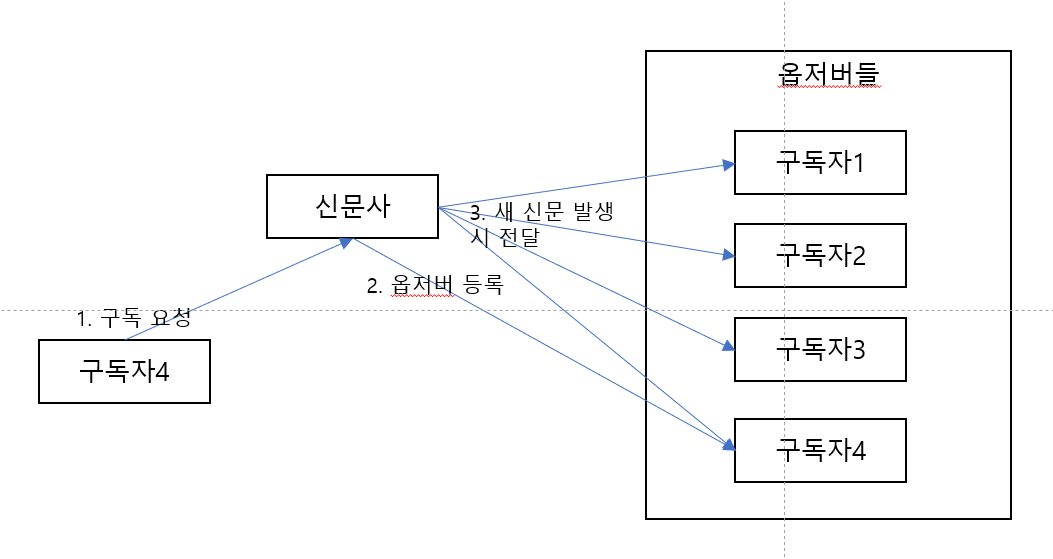 옵저버들
구독자1
신문사
3. 새 신문 발생
시 전달
구독자2
2. 옵저버 등록
1. 구독 요청
구독자3
구독자4
구독자4